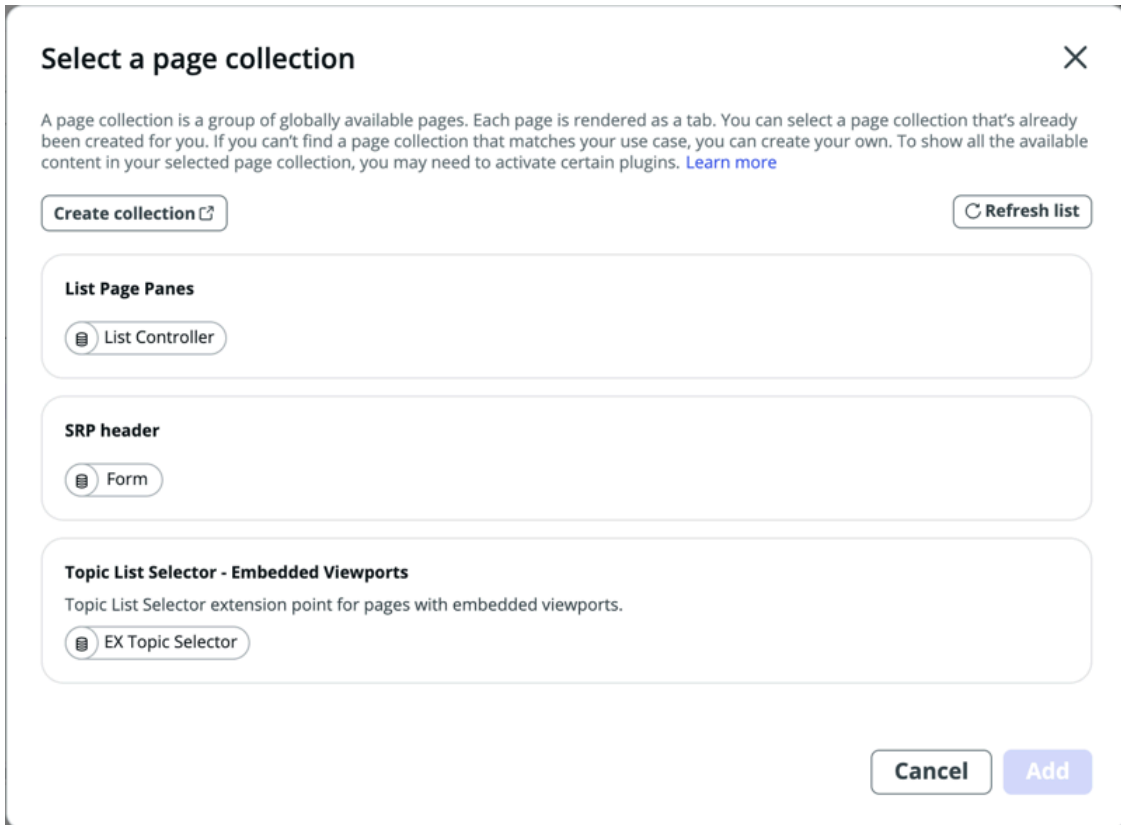 Select a page collection
A page collection is a group of globally available pages. Each page is rendered as a tab. You can select a page collection that's already
been created for you. If you can't find a page collection that matches your use case, you can create your own. To show all the available
content in your selected page collection, you may need to activate certain plugins. Learn more
Create collection
Refresh list
List Page Panes
List Controller
SRP header
Form
Topic List Selector - Embedded Viewports
Topic List Selector extension point for pages with embedded viewports.
EX Topic Selector
Cancel
Add